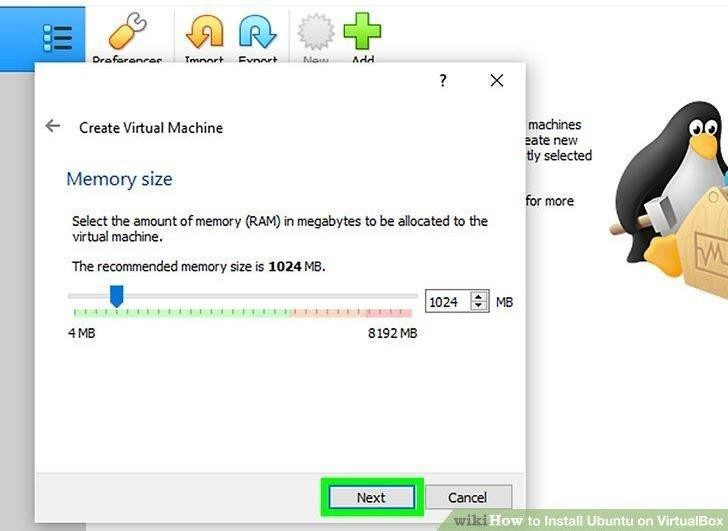 Preferences
Import
Export
New
Add
?
Create Virtual Machine
machines
eate new
tly selected
for more
Memory size
Select the amount of memory (RAM) in megabytes to be allocated to the
virtual machine.
The recommended memory size is 1024 MB.
1024 MB
4 MB
8192 MB
Next
Cancel
wikiHow to Install Ubuntu on VirtualBox